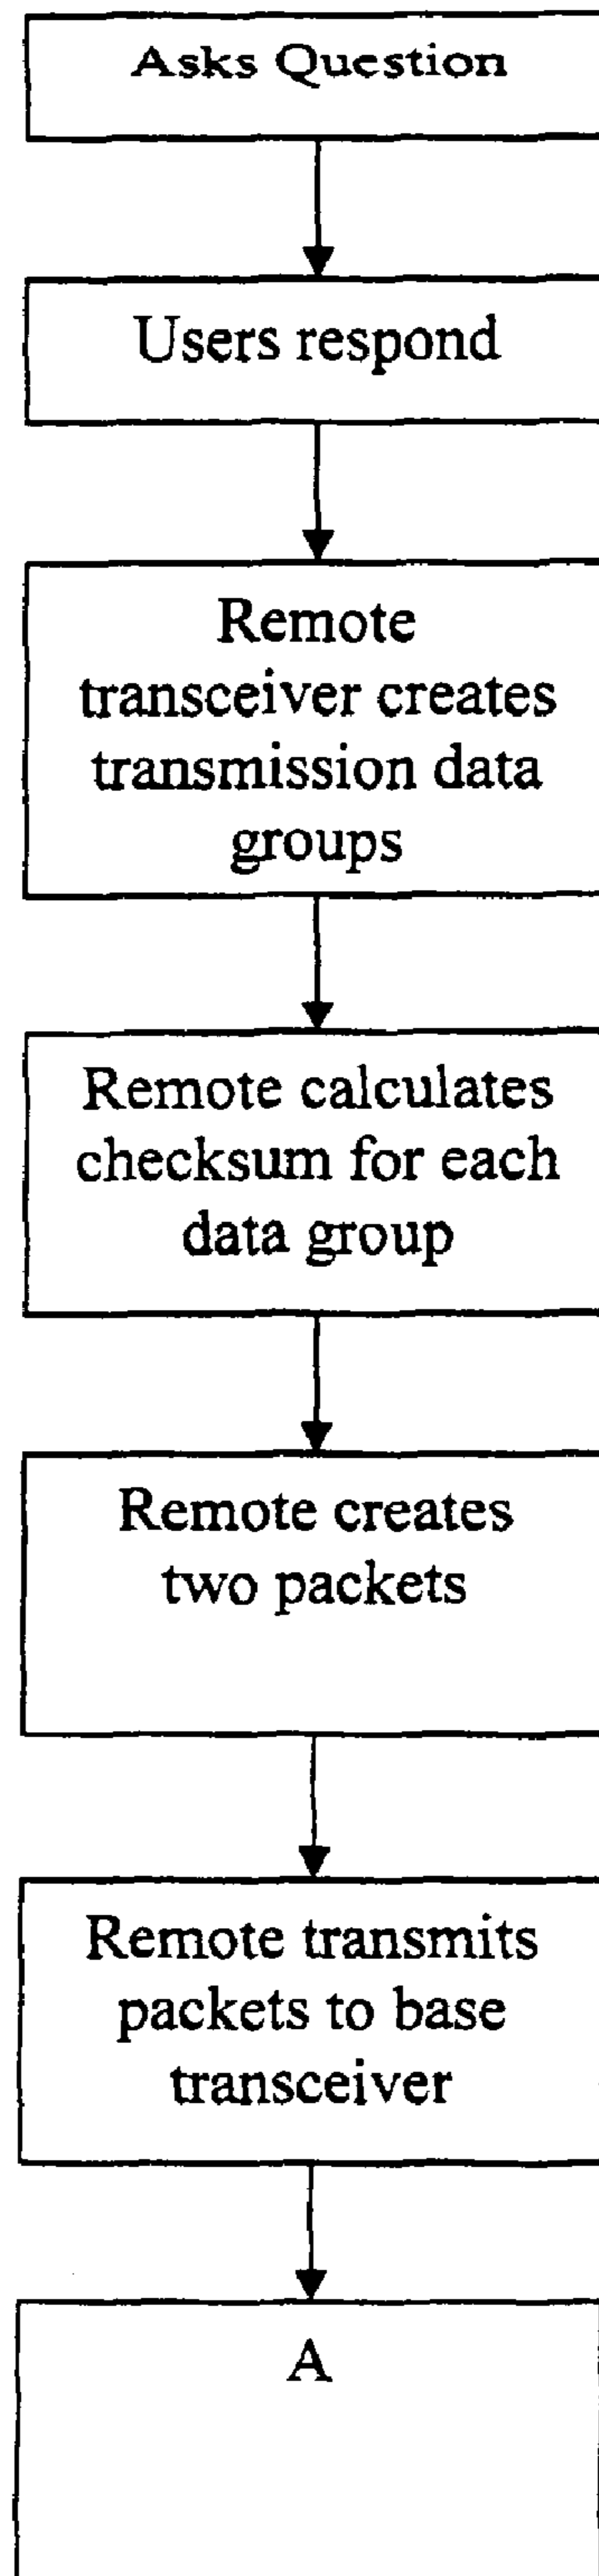 Asks Question
Users respond
Remote
transceiver creates
transmission data
groups
Remote calculates
checksum for each
data group
Remote creates
two packets
Remote transmits
packets to base
transceiver
A